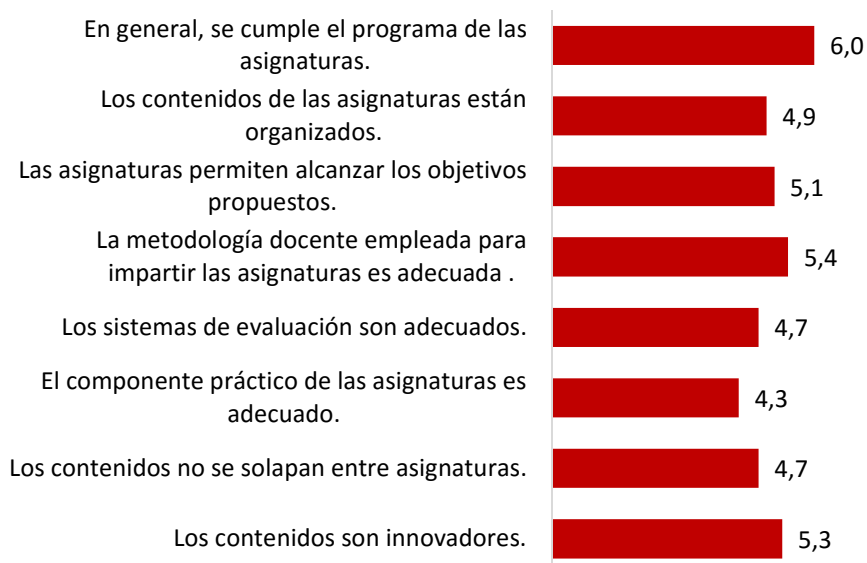 En general, se cumple el programa de las
asignaturas.
6,0
Los contenidos de las asignaturas están
organizados.
4,9
Las asignaturas permiten alcanzar los objetivos
propuestos.
5,1
La metodología docente empleada para
impartir las asignaturas es adecuada .
5,4
Los sistemas de evaluación son adecuados.
4,7
El componente práctico de las asignaturas es
adecuado.
4,3
Los contenidos no se solapan entre asignaturas.
4,7
Los contenidos son innovadores.
5,3